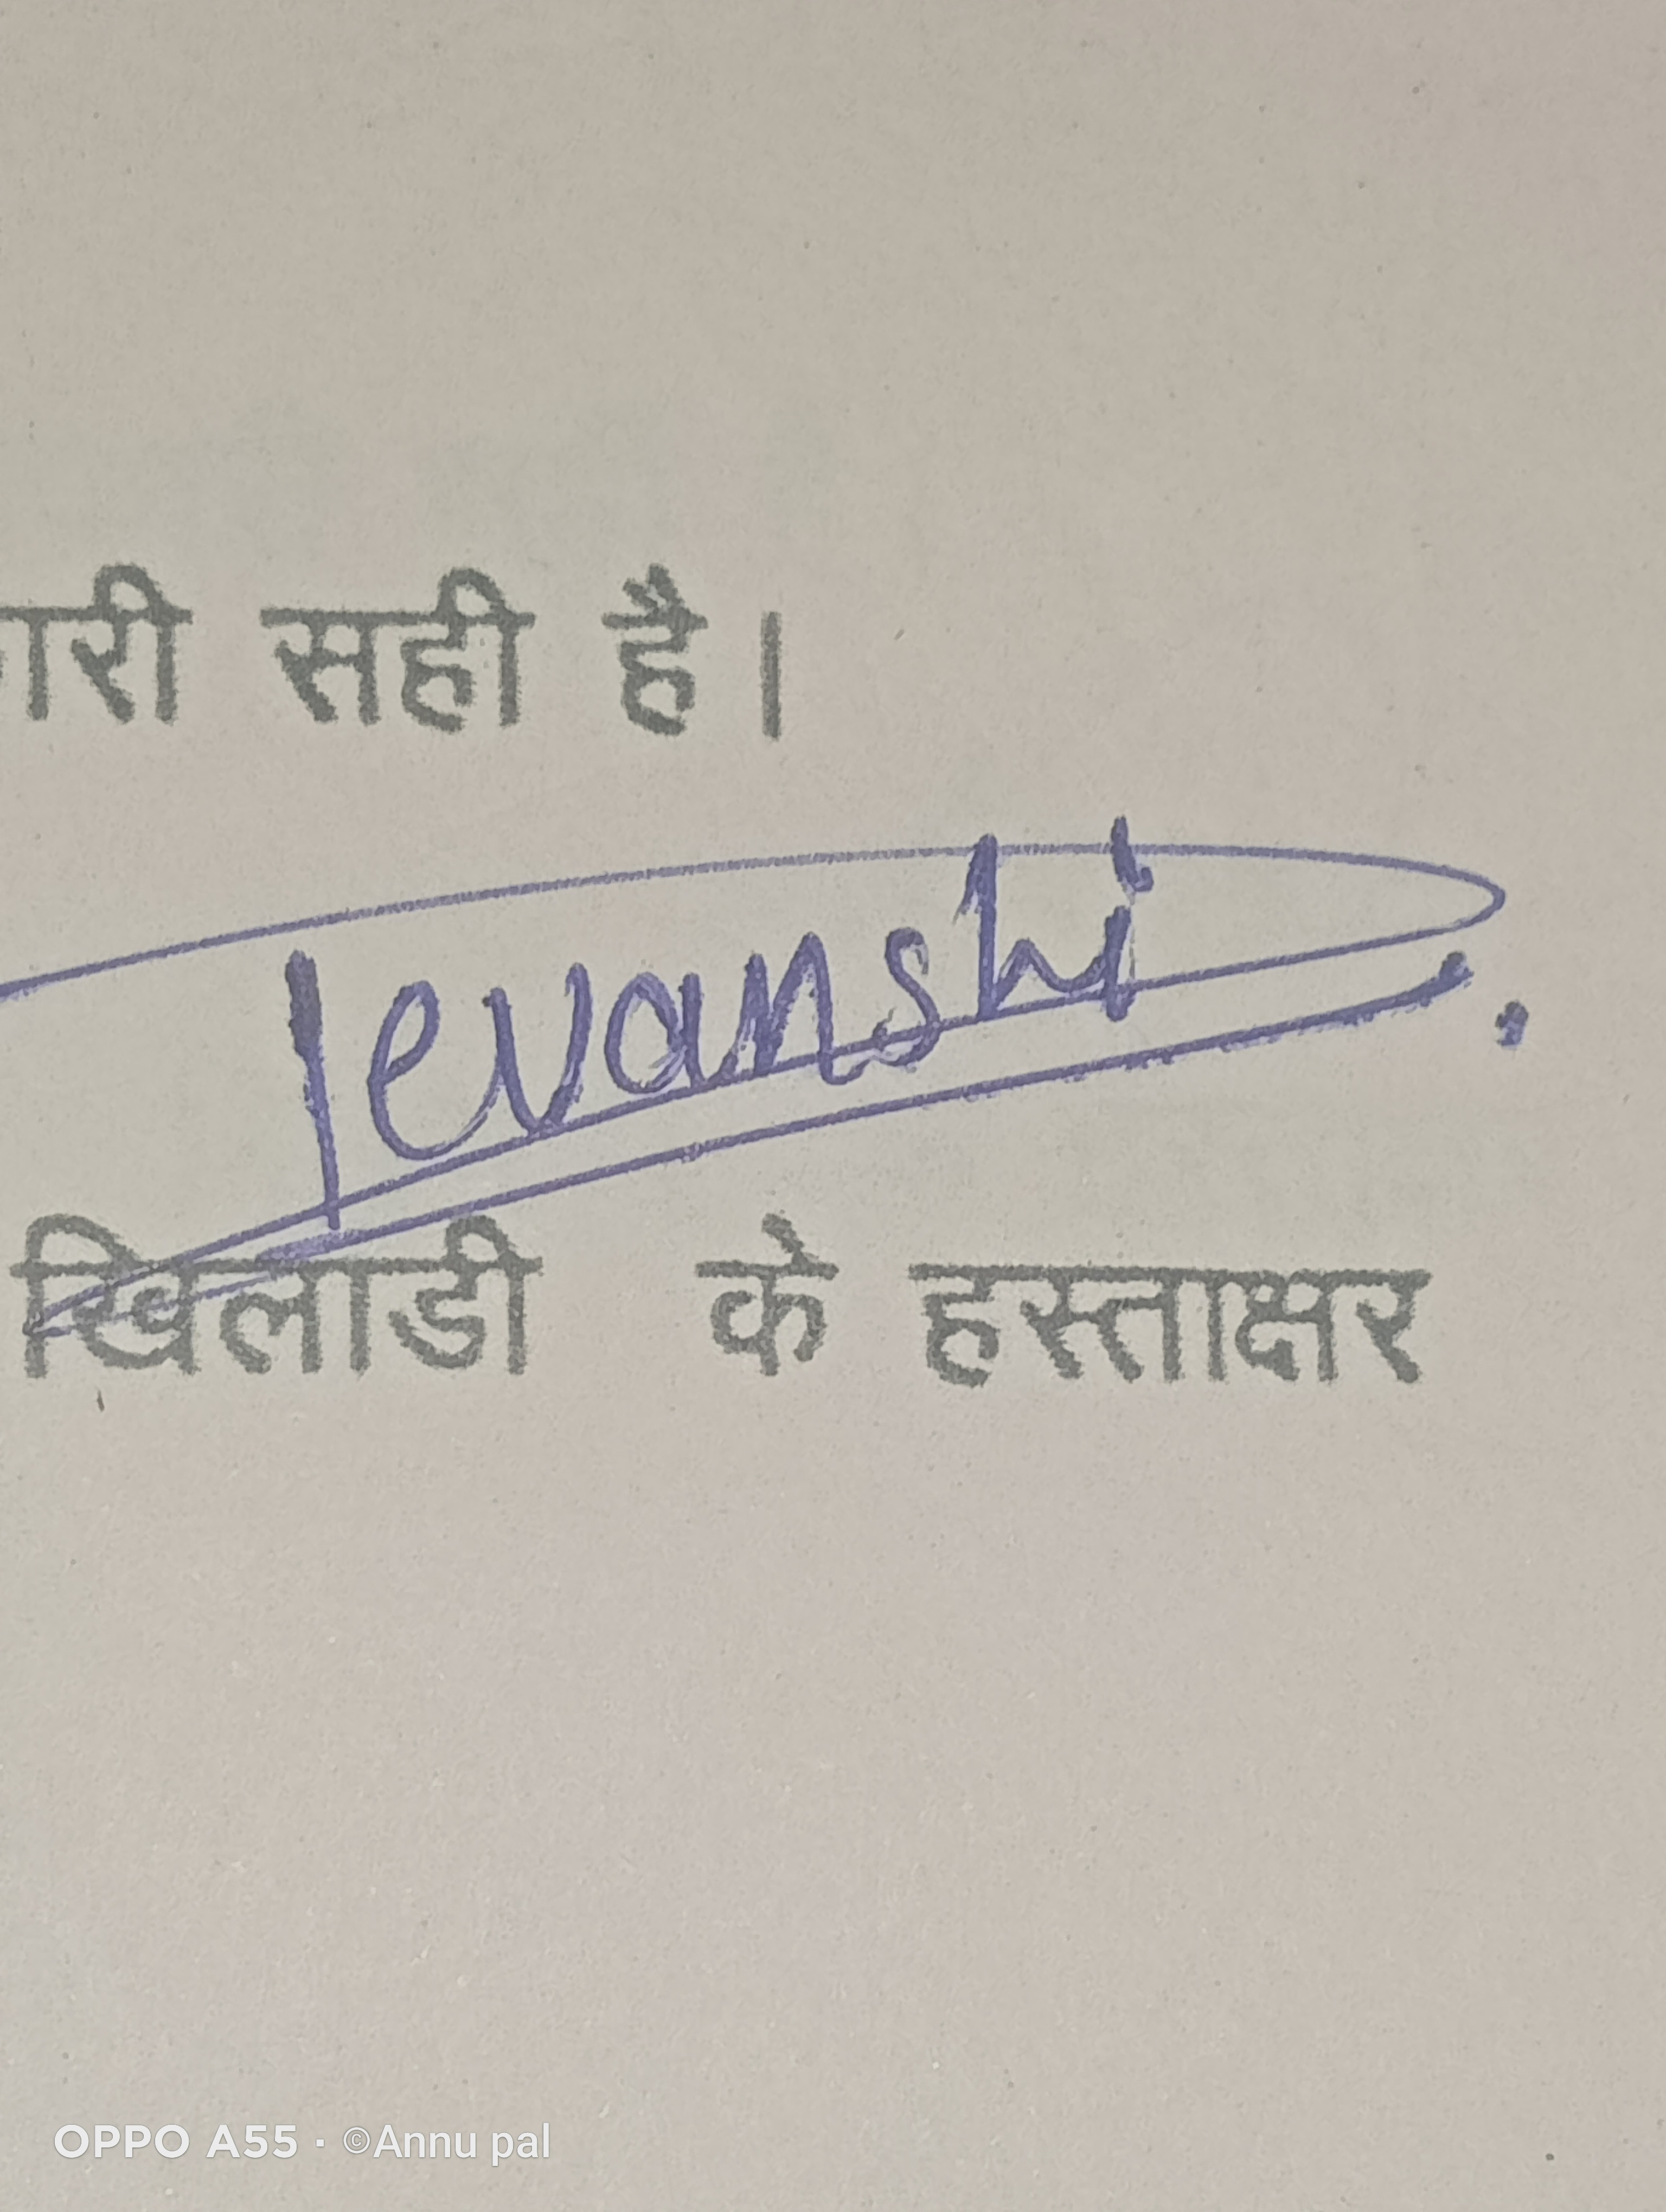 ारी सही है।
Devanshi
खिलाडी के हस्ताक्षर
OPPO A55 · ©Annu pal